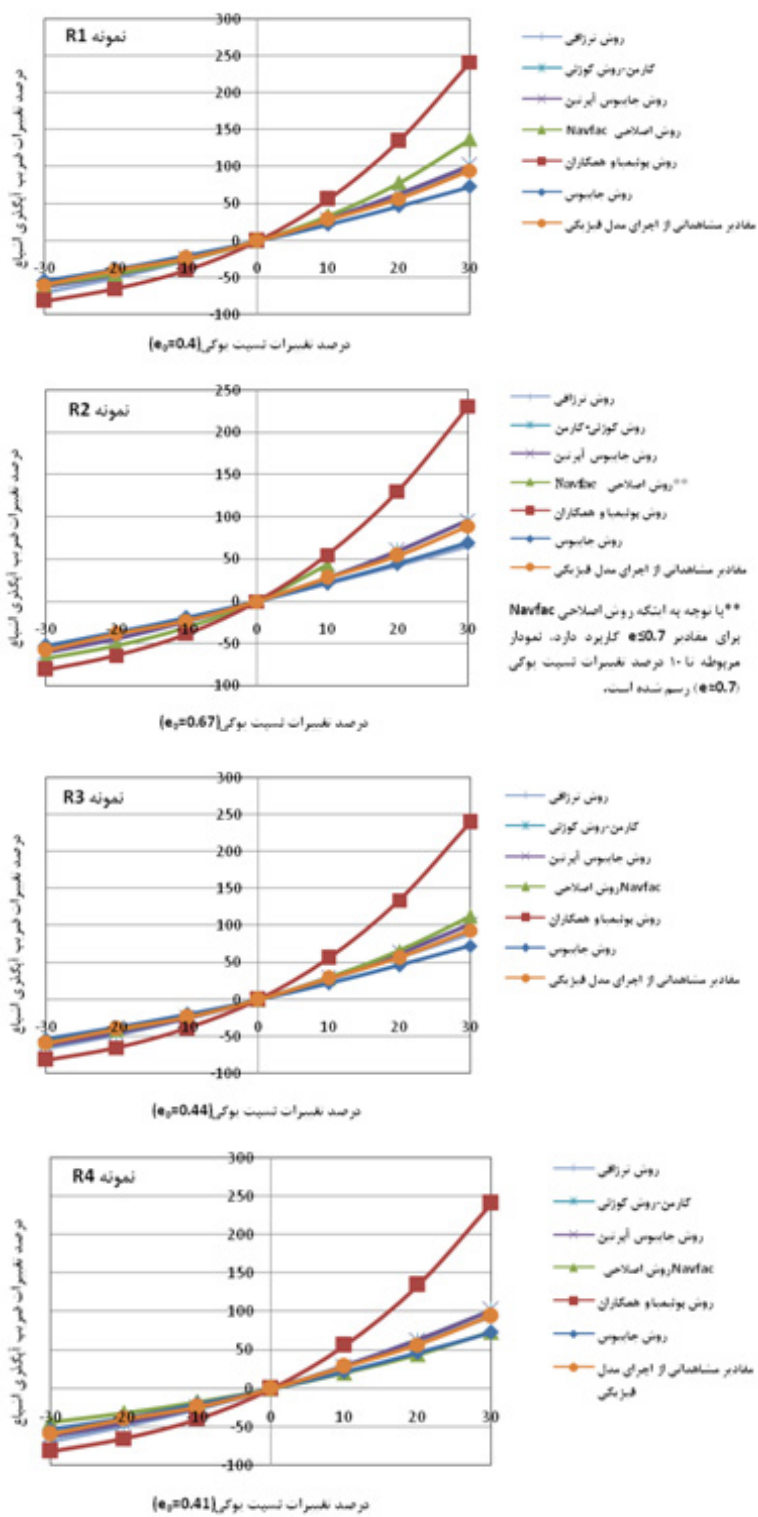 نمونه R1
300
250
200
150
100
50
0
-50
-100
-30 -20 -10 0 10 20 30
درصد تغییرات ضریب آبگذری اشباع
درصد تغییرات نسبت پوکی(e₀=0.4)
روش نرژاقی
کارمن-روش کوزنی
روش چاپیوس آبرتین
روش اصلاحی Navfac
روش پوئیمیا و همکاران
روش چاپیوس
مقادیر مشاهداتی از اجرای مدل فیزیکی
نمونه R2
250
200
150
100
50
0
-50
100
-30 -20 -10 0 10 20 30
درصد تغییرات ضریب آبگذری اشباع
درصد تغییرات نسبت پوکی(e₀=0.67)
روش نرژاقی
روش کوزنی-کارمن
روش چاپیوس آبرتین
**روش اصلاحی Navfac
روش پوئیمیا و همکاران
روش چاپیوس
مقادیر مشاهداتی از اجرای مدل فیزیکی
**با توجه به اینکه روش اصلاحی Navfac
برای مقادیر e≤0.7 کاربرد دارد، نمودار
مربوطه تا ۱۰ درصد تغییرات نسبت پوکی
(e≤0.7) رسم شده است.
نمونه R3
300
250
200
150
100
50
0
-50
-100
-30 -20 -10 0 10 20 30
درصد تغییرات ضریب آبگذری اشباع
درصد تغییرات نسبت پوکی(e₀=0.44)
روش نرژاقی
کارمن-روش کوزنی
روش چاپیوس آبرتین
Navfacروش اصلاحی
روش پوئیمیا و همکاران
روش چاپیوس
مقادیر مشاهداتی از اجرای مدل فیزیکی
نمونه R4
300
250
200
150
100
50
0
-50
-100
-30 -20 -10 0 10 20 30
درصد تغییرات ضریب آبگذری اشباع
درصد تغییرات نسبت پوکی(e₀=0.41)
روش نرژاقی
کارمن-روش کوزنی
روش چاپیوس آبرتین
Navfacروش اصلاحی
روش پوئیمیا و همکاران
روش چاپیوس
مقادیر مشاهداتی از اجرای مدل
فیزیکی